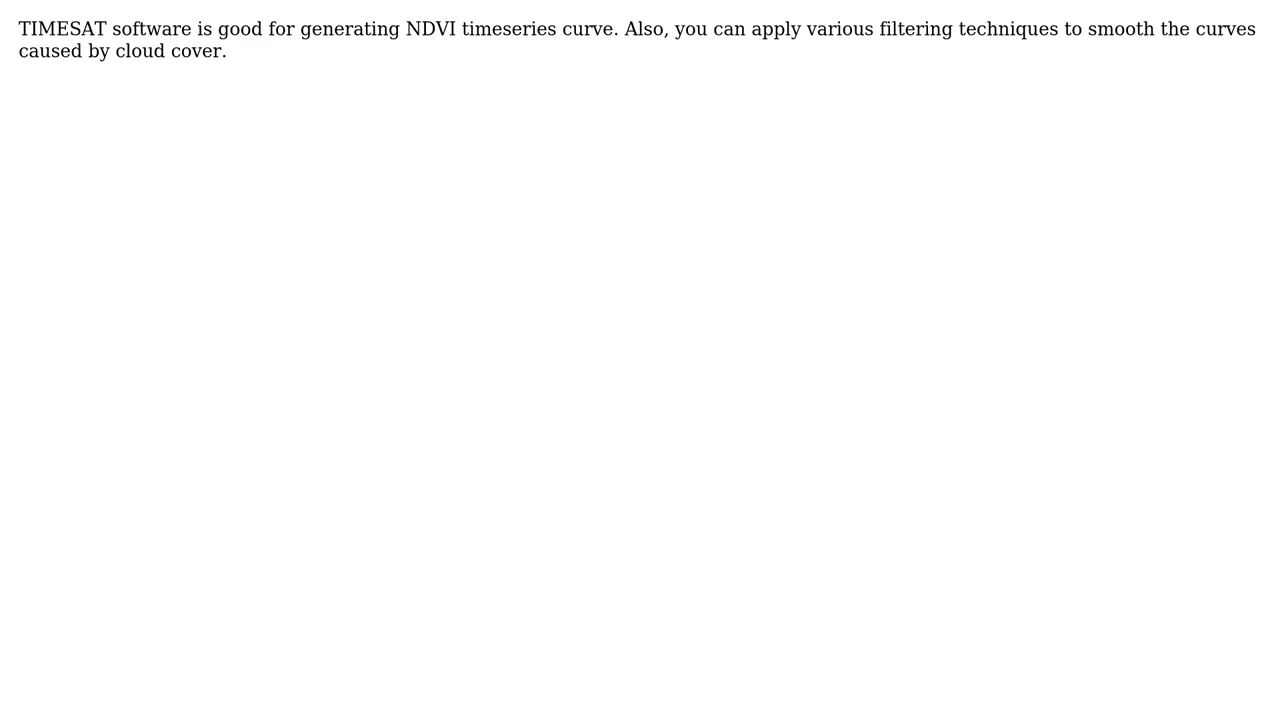 TIMESAT software is good for generating NDVI timeseries curve. Also, you can apply various filtering techniques to smooth the curves
caused by cloud cover.